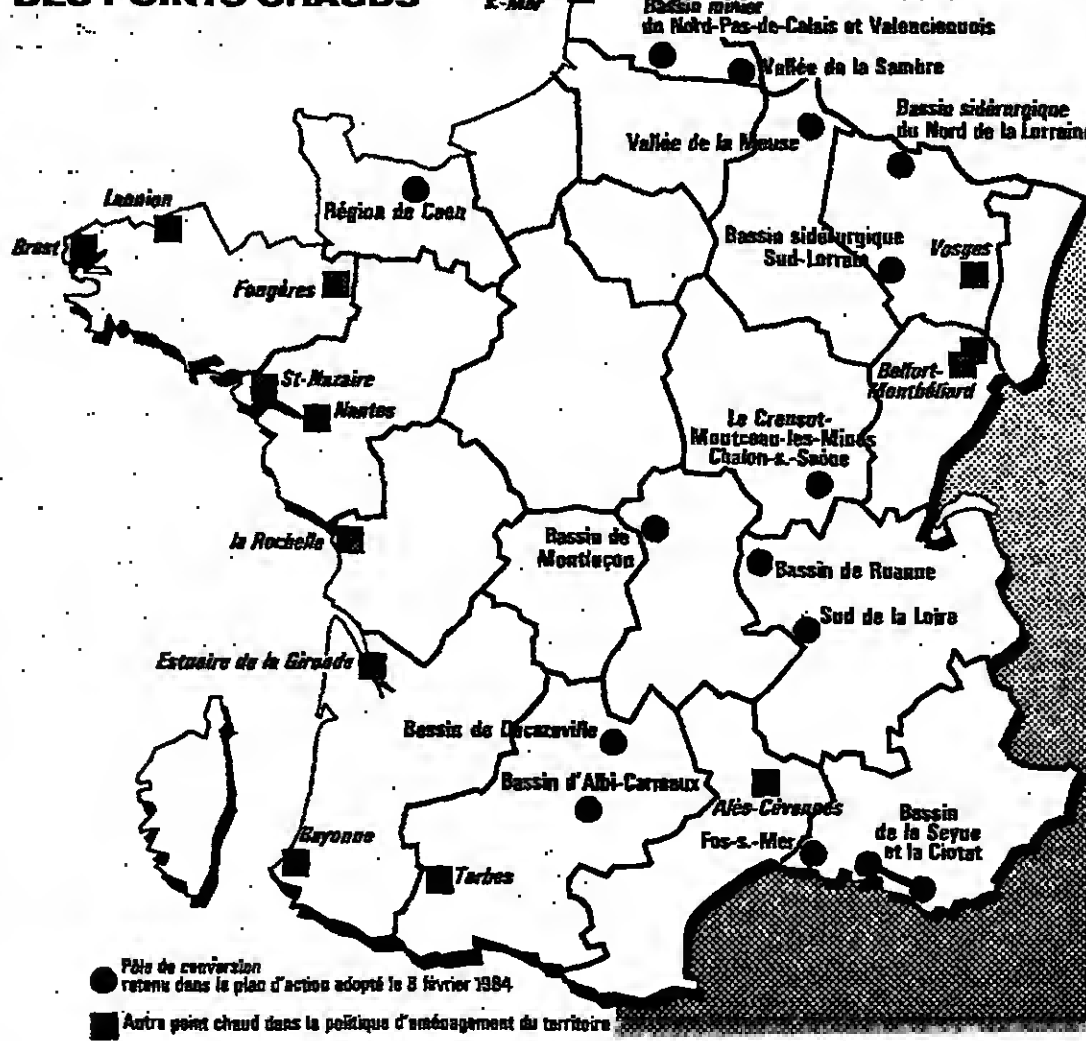 DES POINTS CHAUDS
s.-Mer
Bassin minier
du Nord-Pas-de-Calais et Valenciennois
Vallée de la Sambre
Bassin sidérurgique
du Nord de la Lorraine
Vallée de la Meuse
Lannion
Région de Caen
Brest
Bassin sidérurgique
Sud-Lorrain
Vosges
Fougères
St-Nazaire
Belfort-
Montbéliard
Nantes
Le Creusot-
Montceau-les-Mines
Chalon-s.-Saône
la Rochelle
Bassin de
Montluçon
Bassin de Roanne
Sud de la Loire
Estuaire de la Gironde
Bassin de Decazeville
Bassin d'Albi-Carmaux
Alès-Cévennes
Bassin
de la Seyne
et la Ciotat
Fos-s.-Mer
Bayonne
Tarbes
Pôle de conversion
retenu dans le plan d'action adopté le 8 février 1984
Autre point chaud dans la politique d'aménagement du territoire